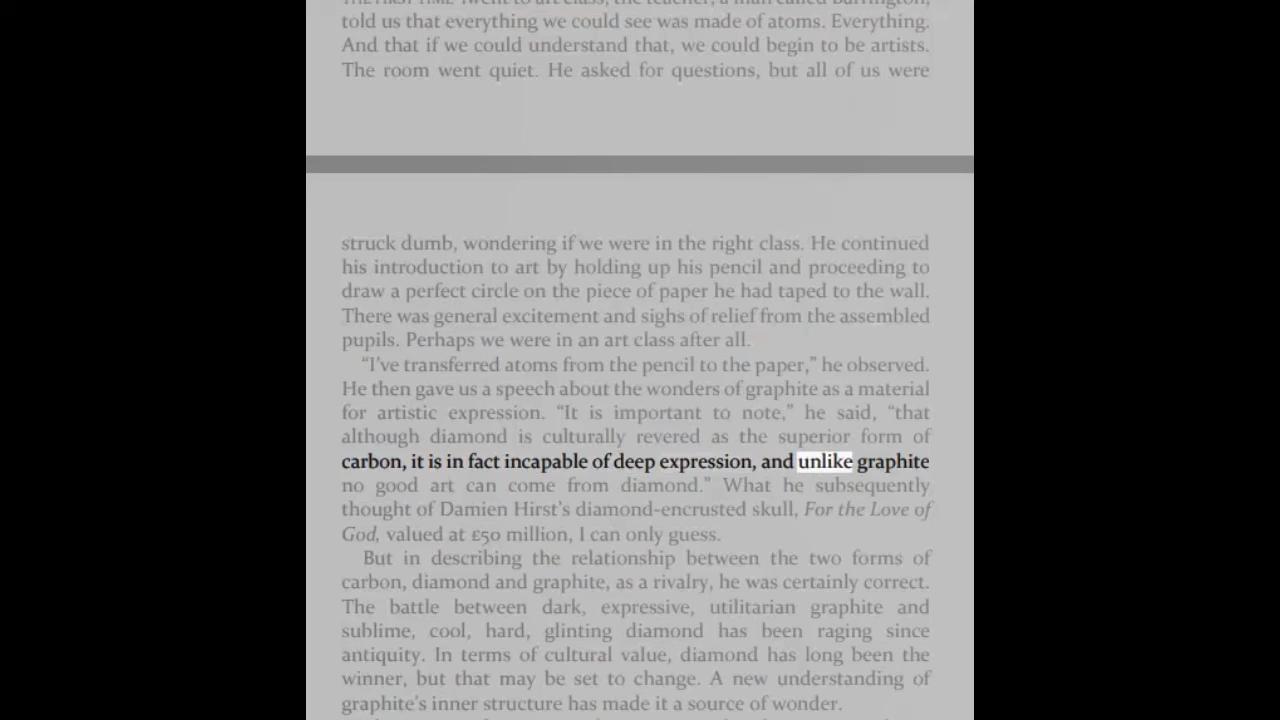 told us that everything we could see was made of atoms. Everything.
And that if we could understand that, we could begin to be artists.
The room went quiet. He asked for questions, but all of us were
struck dumb, wondering if we were in the right class. He continued
his introduction to art by holding up his pencil and proceeding to
draw a perfect circle on the piece of paper he had taped to the wall.
There was general excitement and sighs of relief from the assembled
pupils. Perhaps we were in an art class after all.
“I’ve transferred atoms from the pencil to the paper,” he observed.
He then gave us a speech about the wonders of graphite as a material
for artistic expression. “It is important to note,” he said, “that
although diamond is culturally revered as the superior form of
carbon, it is in fact incapable of deep expression, and unlike graphite
no good art can come from diamond.” What he subsequently
thought of Damien Hirst’s diamond-encrusted skull, For the Love of
God, valued at £50 million, I can only guess.
But in describing the relationship between the two forms of
carbon, diamond and graphite, as a rivalry, he was certainly correct.
The battle between dark, expressive, utilitarian graphite and
sublime, cool, hard, glinting diamond has been raging since
antiquity. In terms of cultural value, diamond has long been the
winner, but that may be set to change. A new understanding of
graphite’s inner structure has made it a source of wonder.